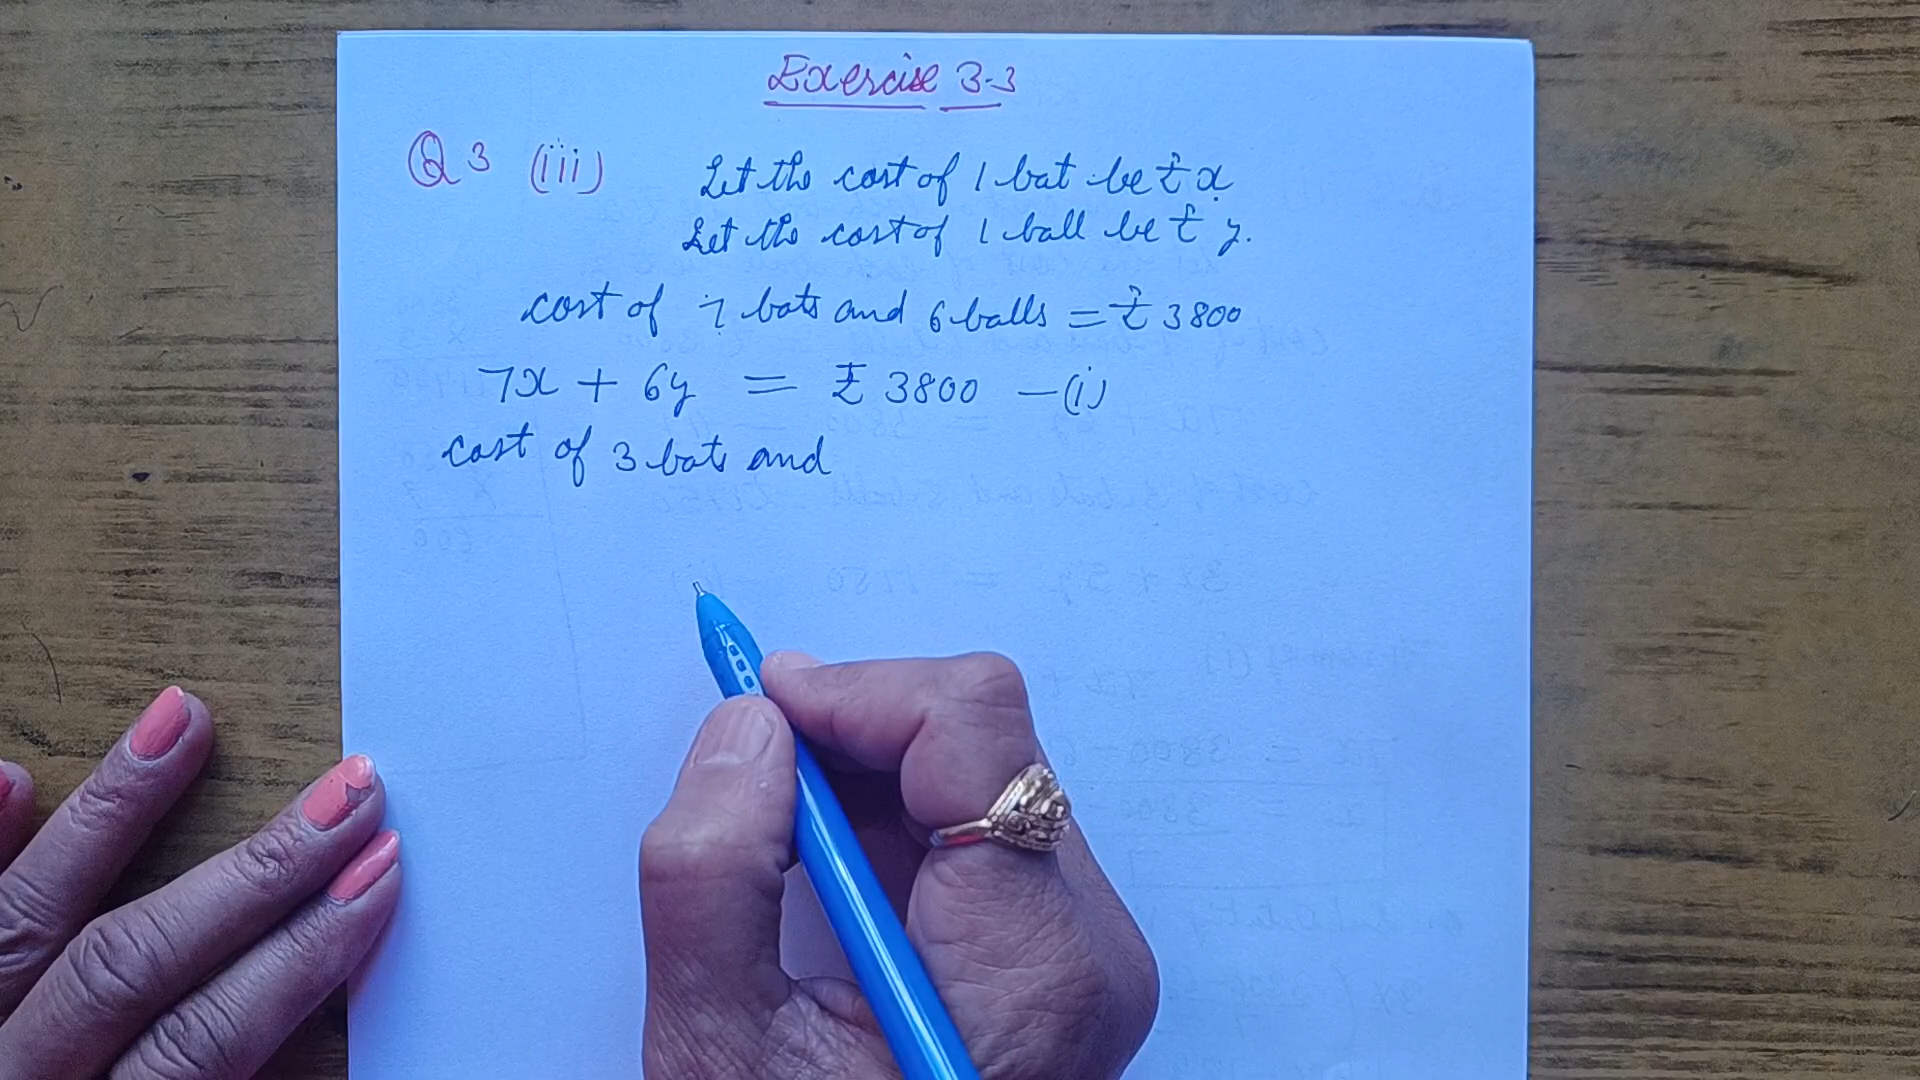 Exercise 3.3
Q3 (iii) Let the cost of 1 bat be ₹ x
Let the cost of 1 ball be ₹ y.
cost of 7 bats and 6 balls = ₹ 3800
7x + 6y = ₹ 3800 —(i)
cost of 3 bats and